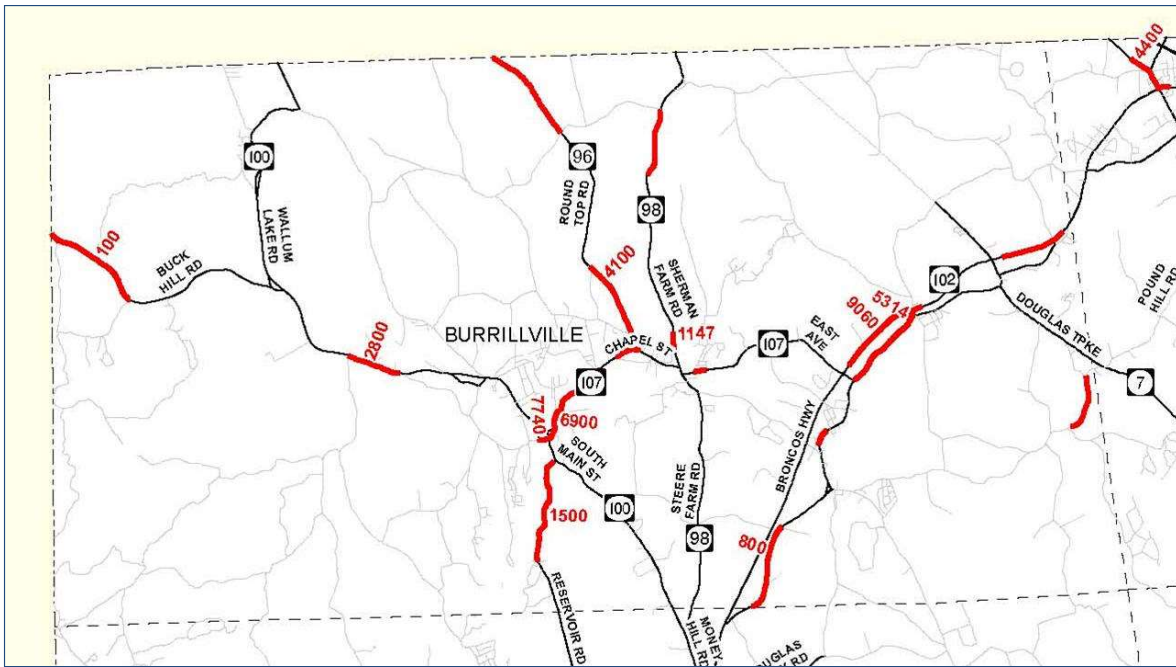 4400
100
96
ROUND
TOP RD
98
WALLUM
LAKE RD
100
BUCK
HILL RD
4100
SHERMAN
FARM RD
102
5314
9060
POUND
HILL RD
DOUGLAS TPKE
2800
BURRILLVILLE
CHAPEL ST
1147
107
EAST
AVE
107
7
7740
6900
SOUTH
MAIN ST
BRONCOS HWY
STEERE
FARM RD
1500
100
98
800
RESERVOIR RD
MONEY
HILL RD